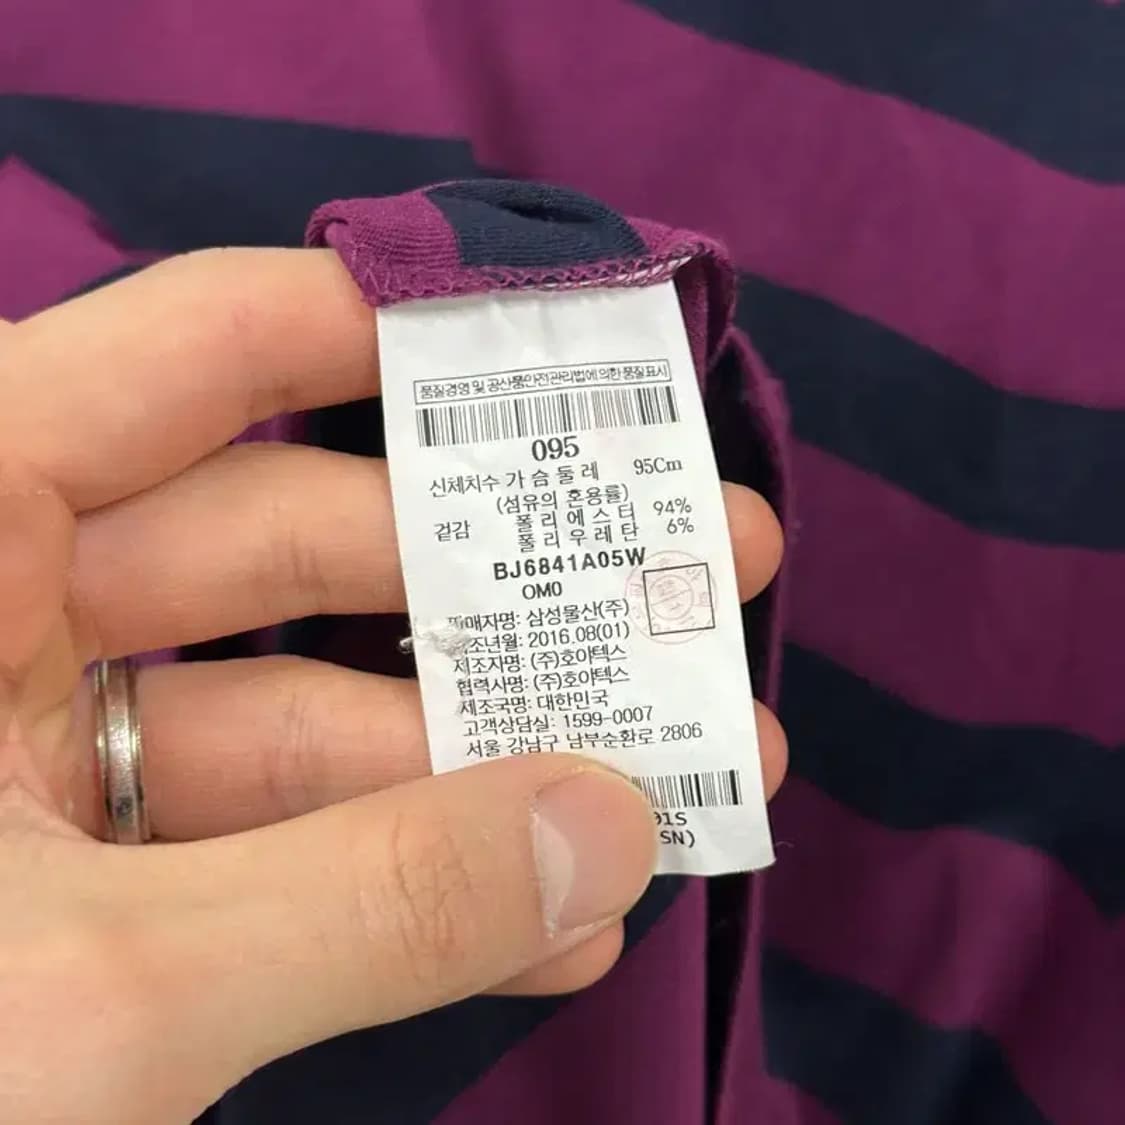 품질경영 및 공산품안전관리법에 의한 품질표시
095
신체치수 가 슴 둘 레 95Cm
(섬유의 혼용률)
겉감 폴 리 에 스 터 94%
폴 리 우 레 탄 6%
BJ6841A05W
OM0
판매자명: 삼성물산(주)
조년월: 2016.08(01)
제조자명: (주)호야텍스
협력사명: (주)호야텍스
제조국명: 대한민국
고객상담실: 1599-0007
서울 강남구 남부순환로 2806
91S
SN)